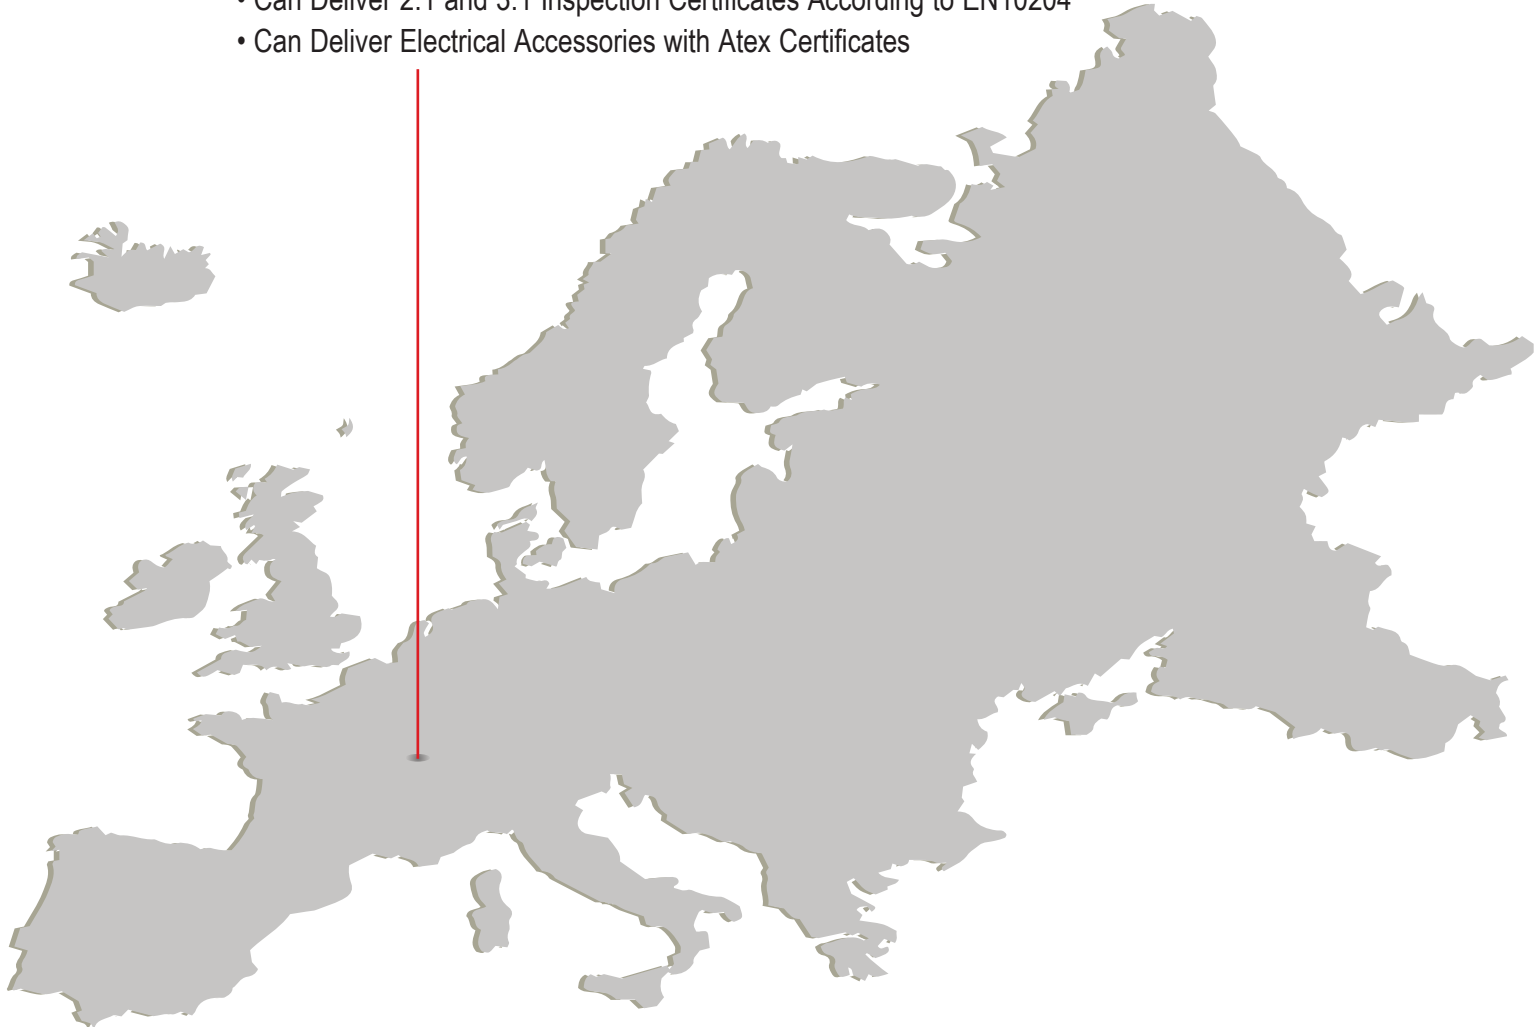 • Can Deliver 2.1 and 3.1 Inspection Certificates According to EN10204
• Can Deliver Electrical Accessories with Atex Certificates